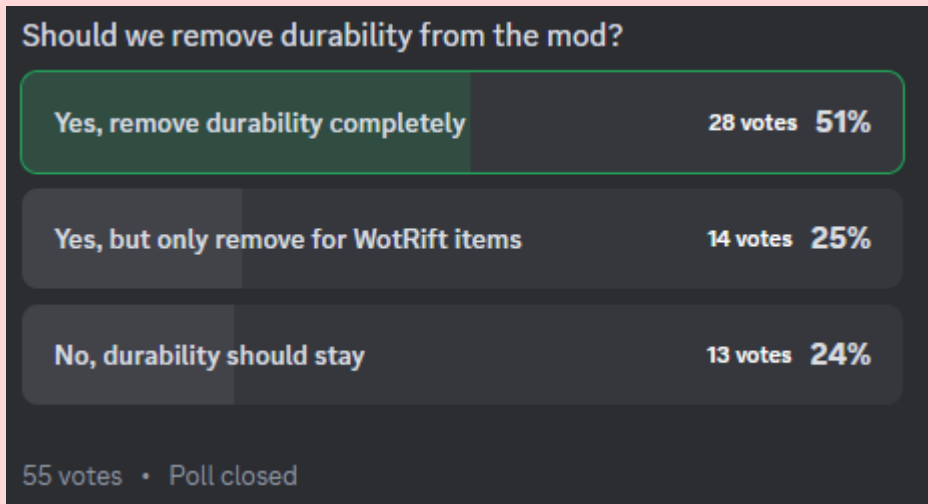 Should we remove durability from the mod?
Yes, remove durability completely 28 votes 51%
Yes, but only remove for WotRift items 14 votes 25%
No, durability should stay 13 votes 24%
55 votes • Poll closed